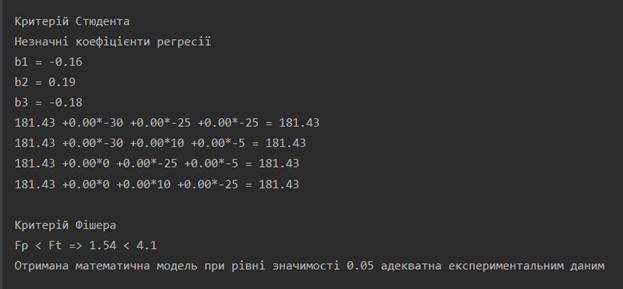 Критерій Стюдента
Незначні коефіцієнти регресії
b1 = -0.16
b2 = 0.19
b3 = -0.18
181.43 +0.00*-30 +0.00*-25 +0.00*-25 = 181.43
181.43 +0.00*-30 +0.00*10 +0.00*-5 = 181.43
181.43 +0.00*0 +0.00*-25 +0.00*-5 = 181.43
181.43 +0.00*0 +0.00*10 +0.00*-25 = 181.43
Критерій Фішера
Fp < Ft => 1.54 < 4.1
Отримана математична модель при рівні значимості 0.05 адекватна експериментальним даним